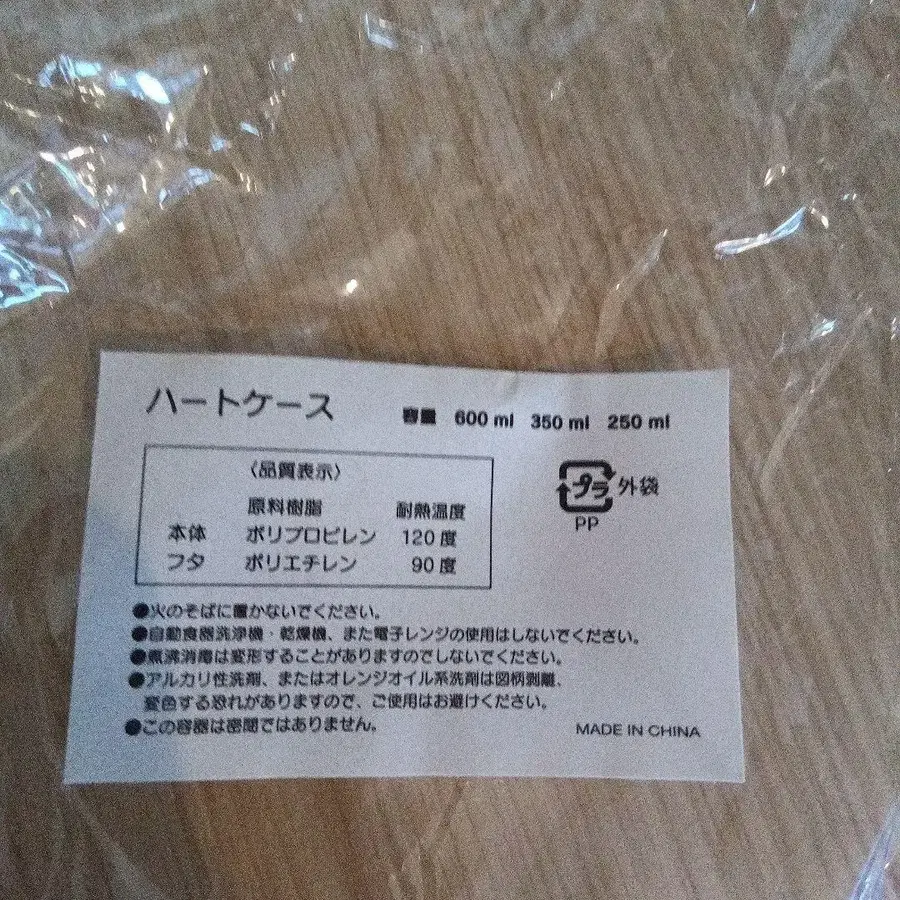 ハートケース
容量 600 ml 350 ml 250 ml
〈品質表示〉
原料樹脂 耐熱温度
本体 ポリプロピレン 120度
フタ ポリエチレン 90度
プラ 外袋
PP
●火のそばに置かないでください。
●自動食器洗浄機・乾燥機、また電子レンジの使用はしないでください。
●煮沸消毒は変形することがありますのでしないでください。
●アルカリ性洗剤、またはオレンジオイル系洗剤は図柄剥離、
変色する恐れがありますので、ご使用はお避けください。
●この容器は密閉ではありません。
MADE IN CHINA